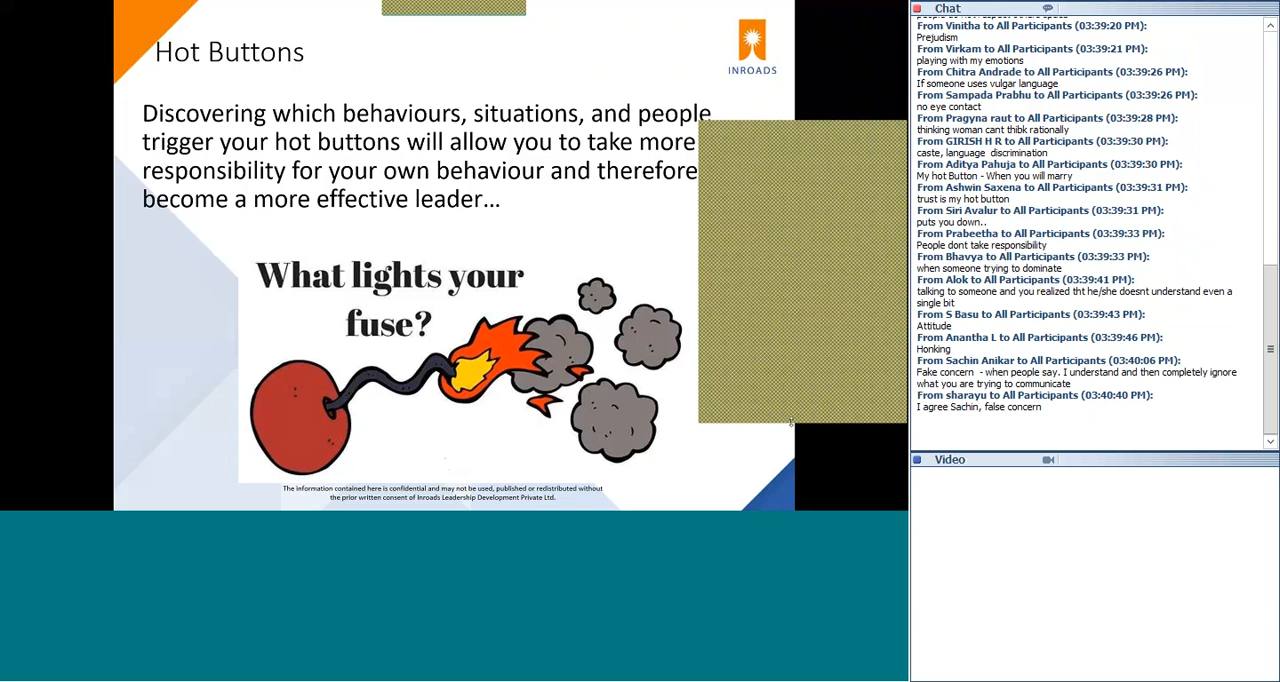 Hot Buttons
INROADS
Discovering which behaviours, situations, and people
trigger your hot buttons will allow you to take more
responsibility for your own behaviour and therefore
become a more effective leader…
What lights your
fuse?
The information contained here is confidential and may not be used, published or redistributed without
the prior written consent of Inroads Leadership Development Private Ltd.
Chat
From Vinitha to All Participants (03:39:20 PM):
Prejudism
From Virkam to All Participants (03:39:21 PM):
playing with my emotions
From Chitra Andrade to All Participants (03:39:26 PM):
If someone uses vulgar language
From Sampada Prabhu to All Participants (03:39:26 PM):
no eye contact
From Pragyna raut to All Participants (03:39:28 PM):
thinking woman cant thibk rationally
From GIRISH H R to All Participants (03:39:30 PM):
caste, language discrimination
From Aditya Pahuja to All Participants (03:39:30 PM):
My hot Button - When you will marry
From Ashwin Saxena to All Participants (03:39:31 PM):
trust is my hot button
From Siri Avalur to All Participants (03:39:31 PM):
puts you down..
From Prabeetha to All Participants (03:39:33 PM):
People dont take responsibility
From Bhavya to All Participants (03:39:33 PM):
when someone trying to dominate
From Alok to All Participants (03:39:41 PM):
talking to someone and you realized tht he/she doesnt understand even a
single bit
From S Basu to All Participants (03:39:43 PM):
Attitude
From Anantha L to All Participants (03:39:46 PM):
Honking
From Sachin Anikar to All Participants (03:40:06 PM):
Fake concern - when people say. I understand and then completely ignore
what you are trying to communicate
From sharayu to All Participants (03:40:40 PM):
I agree Sachin, false concern
Video